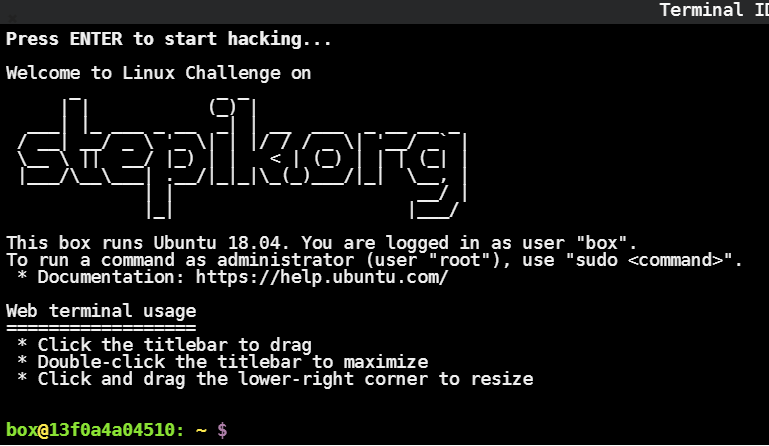 Terminal ID
Press ENTER to start hacking...
Welcome to Linux Challenge on
stepik.org
This box runs Ubuntu 18.04. You are logged in as user "box".
To run a command as administrator (user "root"), use "sudo <command>".
* Documentation: https://help.ubuntu.com/
Web terminal usage
==================
* Click the titlebar to drag
* Double-click the titlebar to maximize
* Click and drag the lower-right corner to resize
box@13f0a4a04510: ~ $